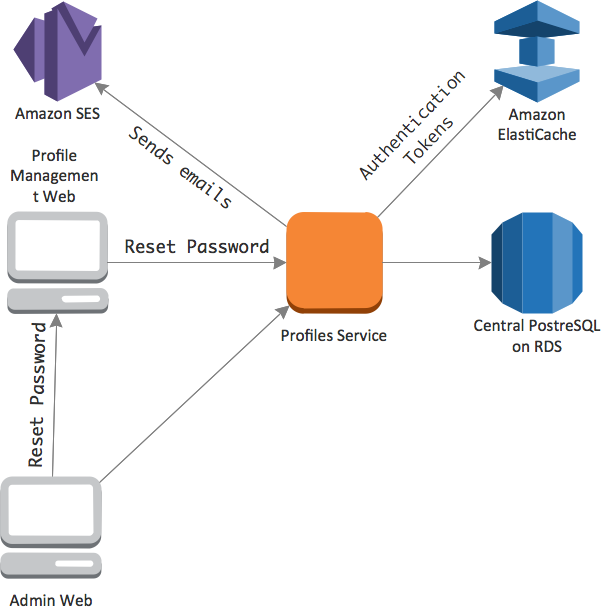 Amazon SES
Amazon
ElastiCache
Sends emails
Authentication
Tokens
Profile
Managemen
t Web
Reset Password
Profiles Service
Central PostreSQL
on RDS
Reset Password
Admin Web